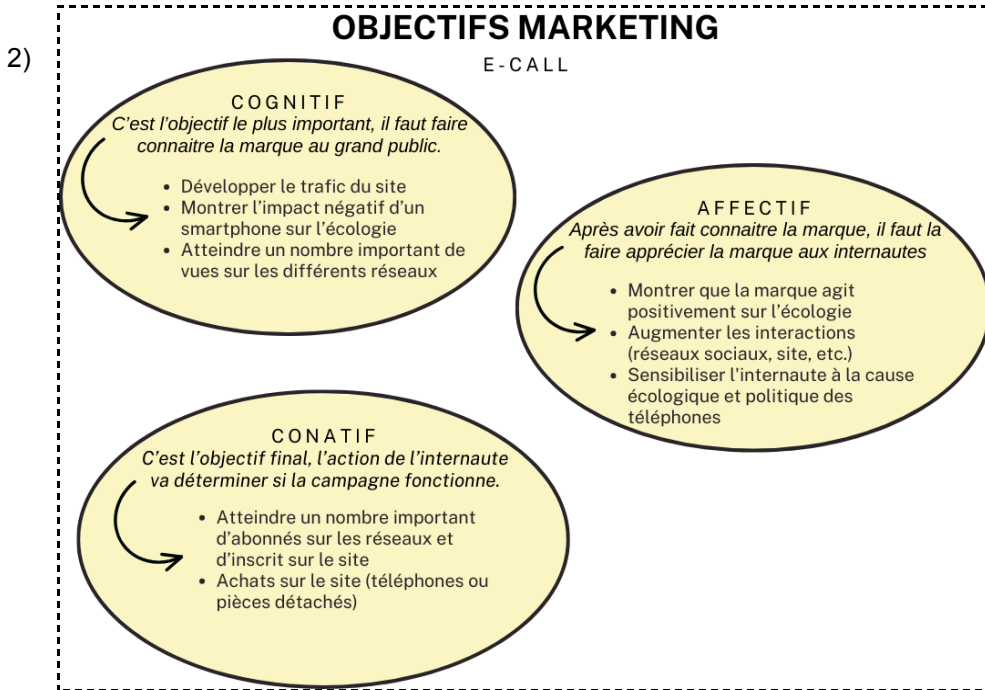 OBJECTIFS MARKETING
2)
E-CALL
COGNITIF
C'est l'objectif le plus important, il faut faire
connaitre la marque au grand public.
• Développer le trafic du site
• Montrer l'impact négatif d'un
smartphone sur l'écologie
• Atteindre un nombre important de
vues sur les différents réseaux
AFFECTIF
Après avoir fait connaitre la marque, il faut la
faire apprécier la marque aux internautes
• Montrer que la marque agit
positivement sur l'écologie
• Augmenter les interactions
(réseaux sociaux, site, etc.)
• Sensibiliser l'internaute à la cause
écologique et politique des
téléphones
CONATIF
C'est l'objectif final, l'action de l'internaute
va déterminer si la campagne fonctionne.
• Atteindre un nombre important
d'abonnés sur les réseaux et
d'inscrit sur le site
• Achats sur le site (téléphones ou
pièces détachés)